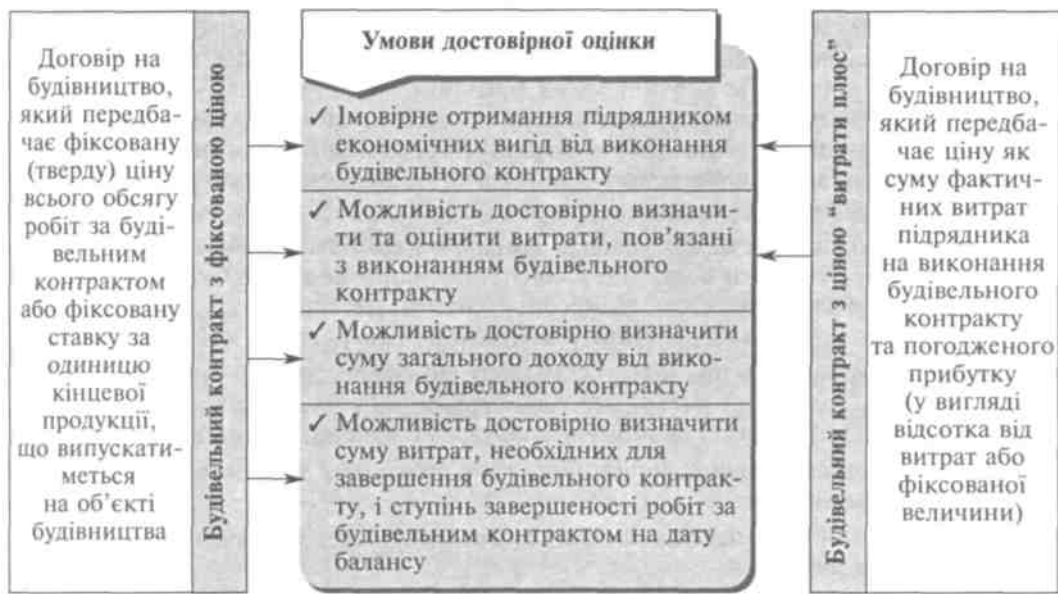 Договір на
будівництво,
який передба-
чає фіксовану
(тверду) ціну
всього обсягу
робіт за буді-
вельним
контрактом
або фіксовану
ставку за
одиницю
кінцевої
продукції,
що випускати-
меться
на об’єкті
будівництва
Будівельний контракт з фіксованою ціною
Умови достовірної оцінки
✓ Імовірне отримання підрядником
економічних вигід від виконання
будівельного контракту
✓ Можливість достовірно визначи-
ти та оцінити витрати, пов’язані
з виконанням будівельного
контракту
✓ Можливість достовірно визначити
суму загального доходу від вико-
нання будівельного контракту
✓ Можливість достовірно визначити
суму витрат, необхідних для
завершення будівельного контрак-
ту, і ступінь завершеності робіт за
будівельним контрактом на дату
балансу
Будівельний контракт з ціною “витрати плюс”
Договір на
будівництво,
який передба-
чає ціну як
суму фактич-
них витрат
підрядника
на виконання
будівельного
контракту
та погодженого
прибутку
(у вигляді
відсотка від
витрат або
фіксованої
величини)